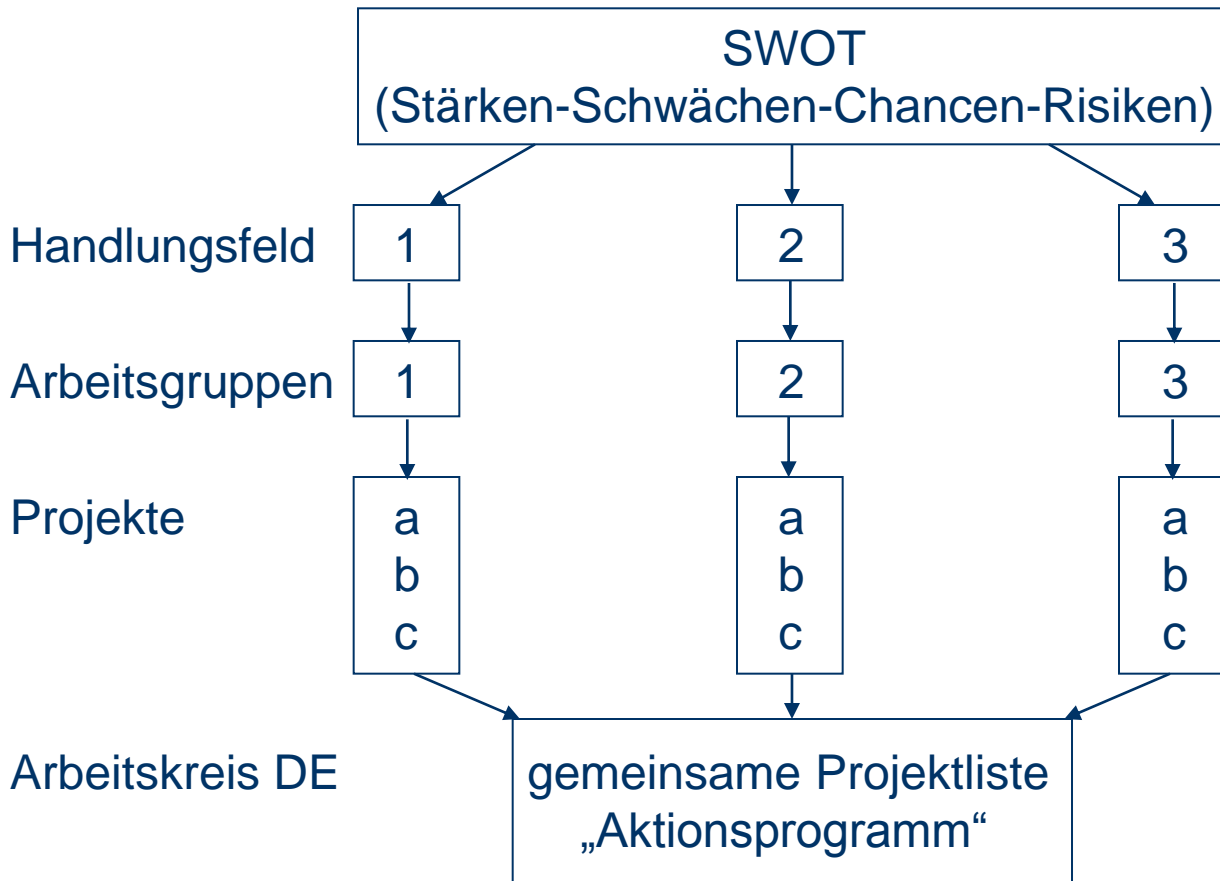 SWOT
(Stärken-Schwächen-Chancen-Risiken)
Handlungsfeld 1 2 3
Arbeitsgruppen 1 2 3
Projekte a a a
b b b
c c c
Arbeitskreis DE gemeinsame Projektliste
„Aktionsprogramm“